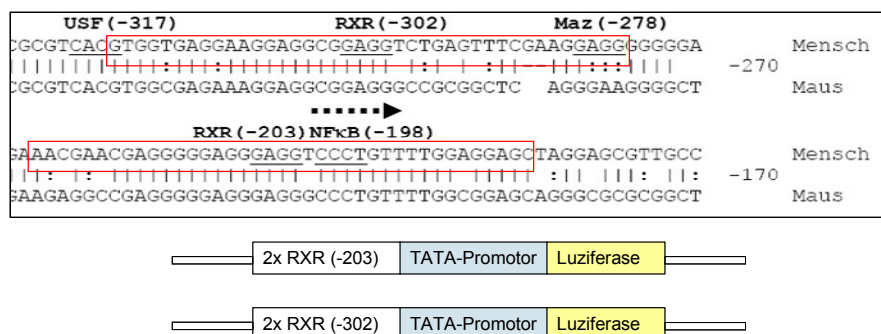 USF(-317) RXR(-302) Maz(-278)
CGCGTCACGTGGTGAGGAAGGAGGCGGAGGTCTGAGTTTCGAAGGAGGGGGGGA Mensch
-270
CGCGTCACGTGGCGAGAAAGGAGGCGGAGGGCCGCGGCTC AGGGAAGGGGCT Maus
RXR(-203) NFκB(-198)
GAAACGAACGAGGGGGAGGGAGGTCCCTGTTTTGGAGGAGCTAGGAGCGTTGCC Mensch
-170
GAAGAGGCCGAGGGGGAGGGAGGGCCCTGTTTTGGCGGAGCAGGGCGCGCGGCT Maus
2x RXR (-203) TATA-Promotor Luziferase
2x RXR (-302) TATA-Promotor Luziferase